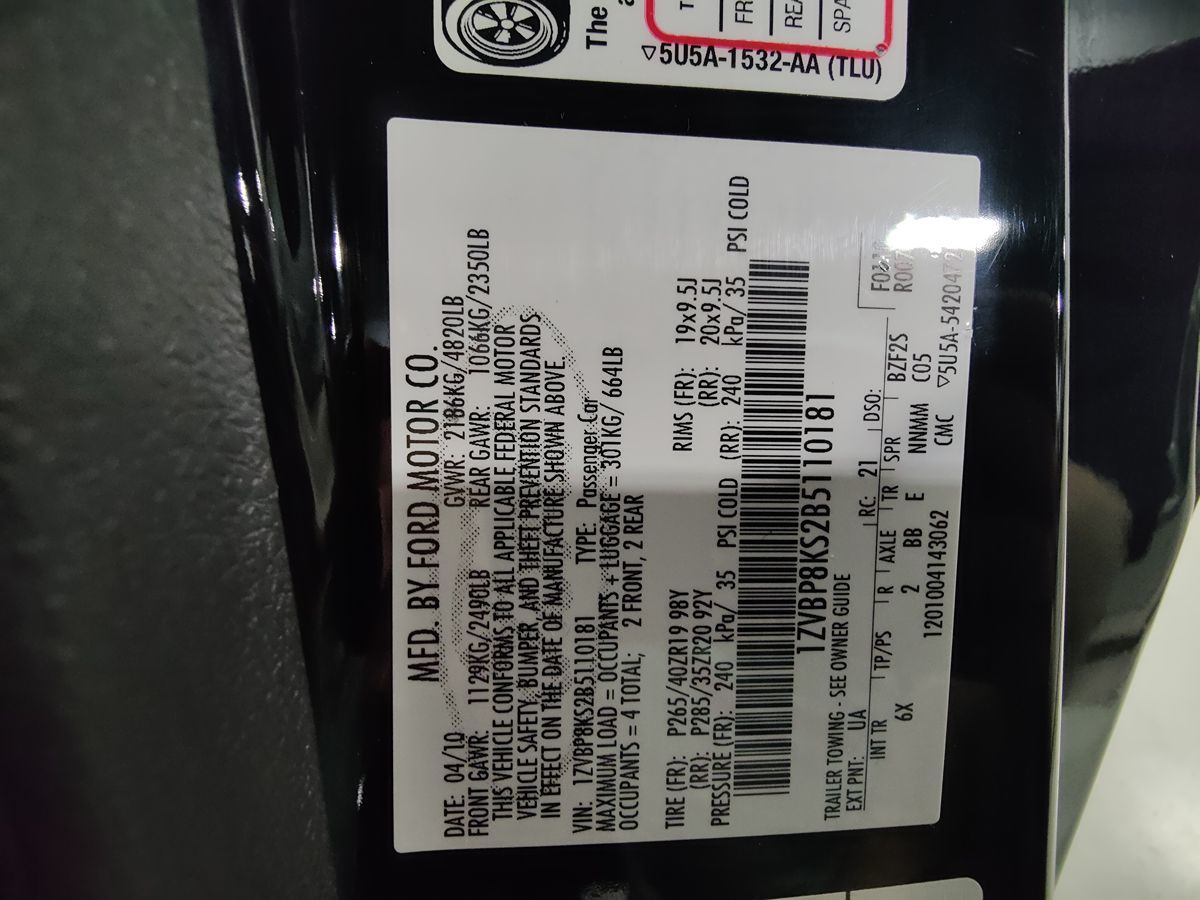 MFD. BY FORD MOTOR CO.
DATE: 04/10 GVWR: 2186KG/4820LB
FRONT GAWR: 1129KG/2490LB REAR GAWR: 1066KG/2350LB
THIS VEHICLE CONFORMS TO ALL APPLICABLE FEDERAL MOTOR
VEHICLE SAFETY, BUMPER, AND THEFT PREVENTION STANDARDS
IN EFFECT ON THE DATE OF MANUFACTURE SHOWN ABOVE.
VIN: 1ZVBP8KS2B5110181 TYPE: Passenger Car
MAXIMUM LOAD = OCCUPANTS + LUGGAGE = 301KG/ 664LB
OCCUPANTS = 4 TOTAL; 2 FRONT, 2 REAR
TIRE (FR): P265/40ZR19 98Y RIMS (FR): 19x9.5J
(RR): P285/35ZR20 92Y (RR): 20x9.5J
PRESSURE (FR): 240 kPa/ 35 PSI COLD (RR): 240 kPa/ 35 PSI COLD
1ZVBP8KS2B5110181
TRAILER TOWING - SEE OWNER GUIDE
EXT PNT: UA RC: 21 DSO:
INT TR TP/PS R AXLE TR SPR BZF2S
6X 2 BB E NNMM C05
1201004143062 CMC ▽5U5A-5420472
The
TI
FR
REA
SPA
▽5U5A-1532-AA (TLU)